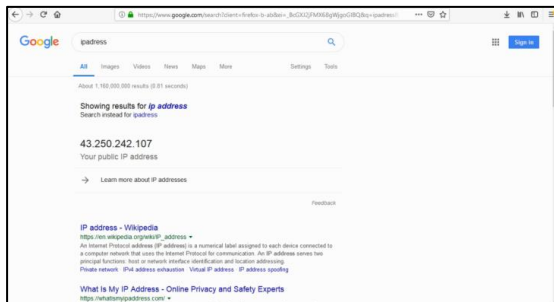 https://www.google.com/search?client=firefox-b-ab&ei=
Google
ipadress
Sign in
All Images Videos News Maps More Settings Tools
About 1,160,000,000 results (0.81 seconds)
Showing results for ip address
Search instead for ipadress
43.250.242.107
Your public IP address
→ Learn more about IP addresses
Feedback
IP address - Wikipedia
https://en.wikipedia.org/wiki/IP_address
An Internet Protocol address (IP address) is a numerical label assigned to each device connected to
a computer network that uses the Internet Protocol for communication. An IP address serves two
principal functions: host or network interface identification and location addressing.
Private network IPv4 address exhaustion Virtual IP address IP address spoofing
What Is My IP Address - Online Privacy and Safety Experts
https://whatismyipaddress.com/